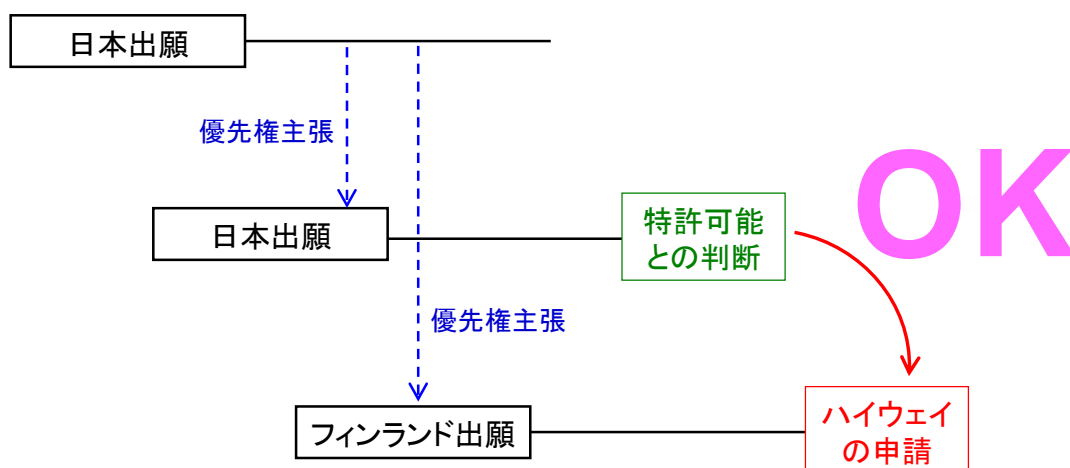 日本出願
優先権主張
日本出願
特許可能
との判断
OK
優先権主張
フィンランド出願
ハイウェイ
の申請